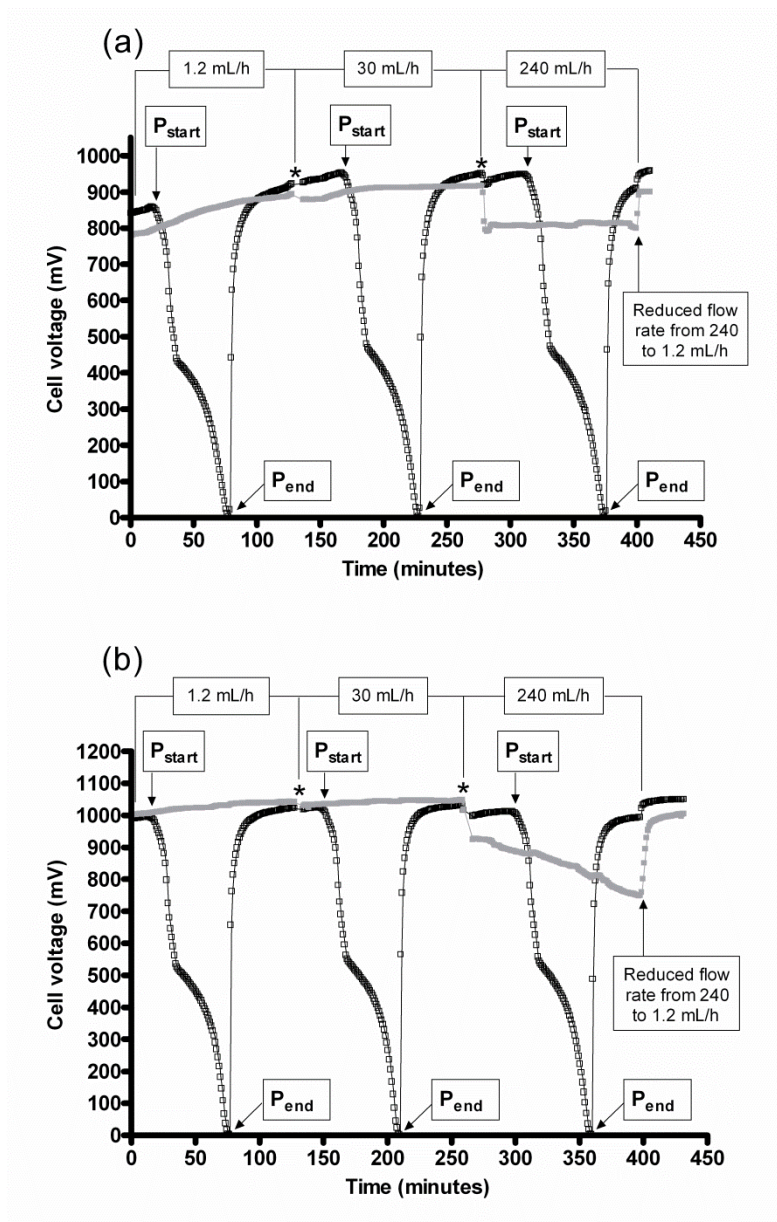 (a)
1.2 mL/h 30 mL/h 240 mL/h
Pstart Pstart Pstart
* *
1000
900
800
700
600
500
400
300
200
100
0
Cell voltage (mV)
Reduced flow
rate from 240
to 1.2 mL/h
Pend Pend Pend
0 50 100 150 200 250 300 350 400 450
Time (minutes)
(b)
1.2 mL/h 30 mL/h 240 mL/h
Pstart Pstart Pstart
* *
1200
1100
1000
900
800
700
600
500
400
300
200
100
0
Cell voltage (mV)
Reduced flow
rate from 240
to 1.2 mL/h
Pend Pend Pend
0 50 100 150 200 250 300 350 400 450
Time (minutes)